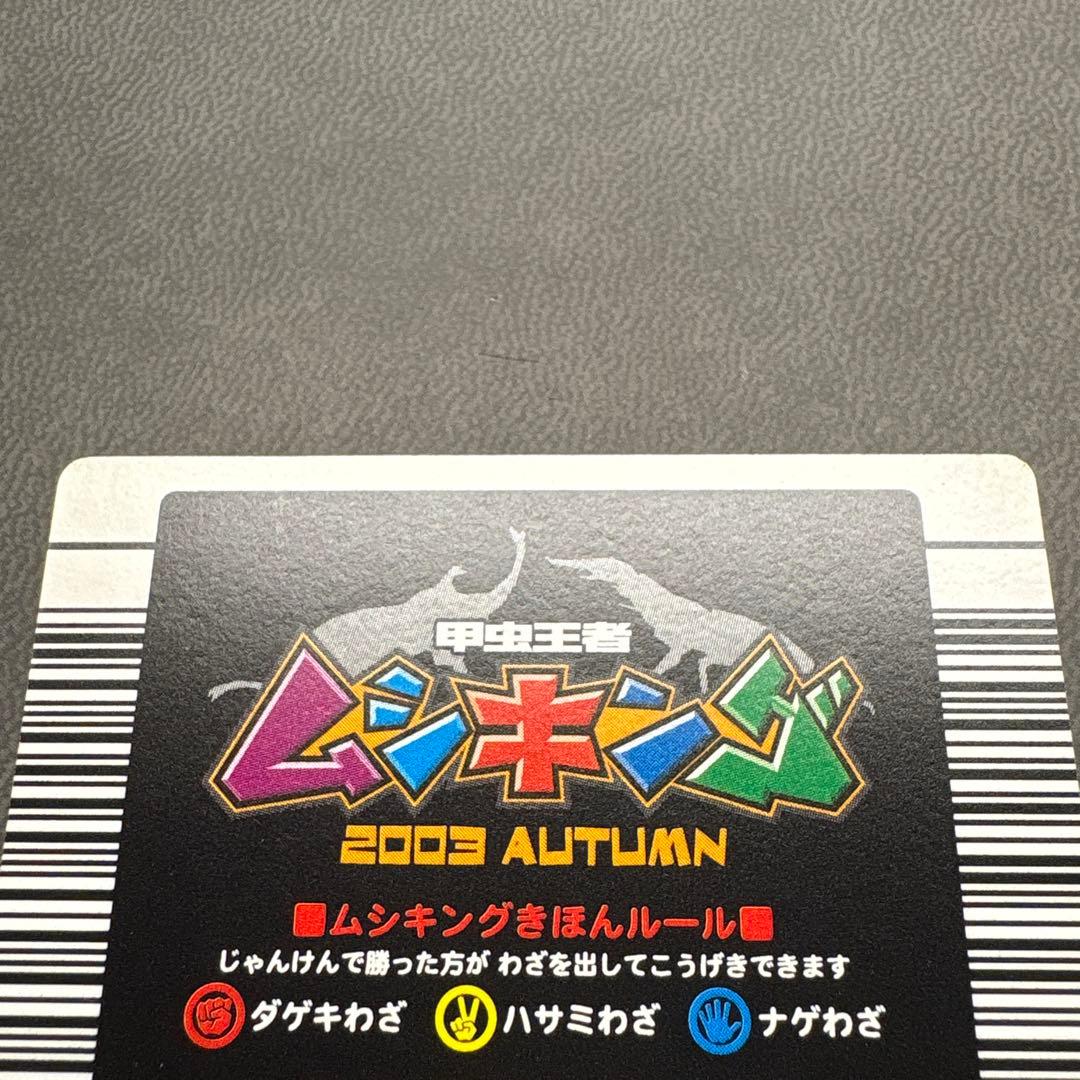 甲虫王者
ムシキング
2003 AUTUMN
■ムシキングきほんルール■
じゃんけんで勝った方が わざを出してこうげきできます
ダゲキわざ ハサミわざ ナゲわざ